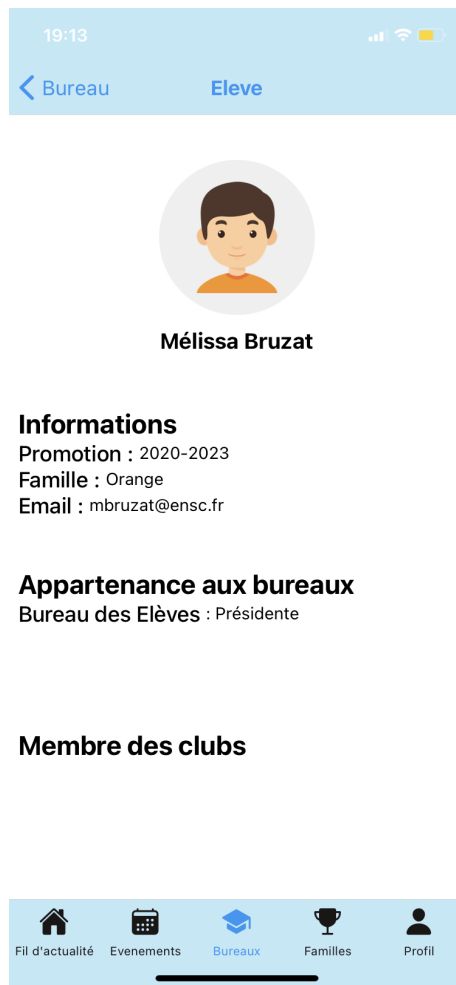 19:13
Bureau Eleve
Mélissa Bruzat
Informations
Promotion : 2020-2023
Famille : Orange
Email : mbruzat@ensc.fr
Appartenance aux bureaux
Bureau des Elèves : Présidente
Membre des clubs
Fil d'actualité Evenements Bureaux Familles Profil